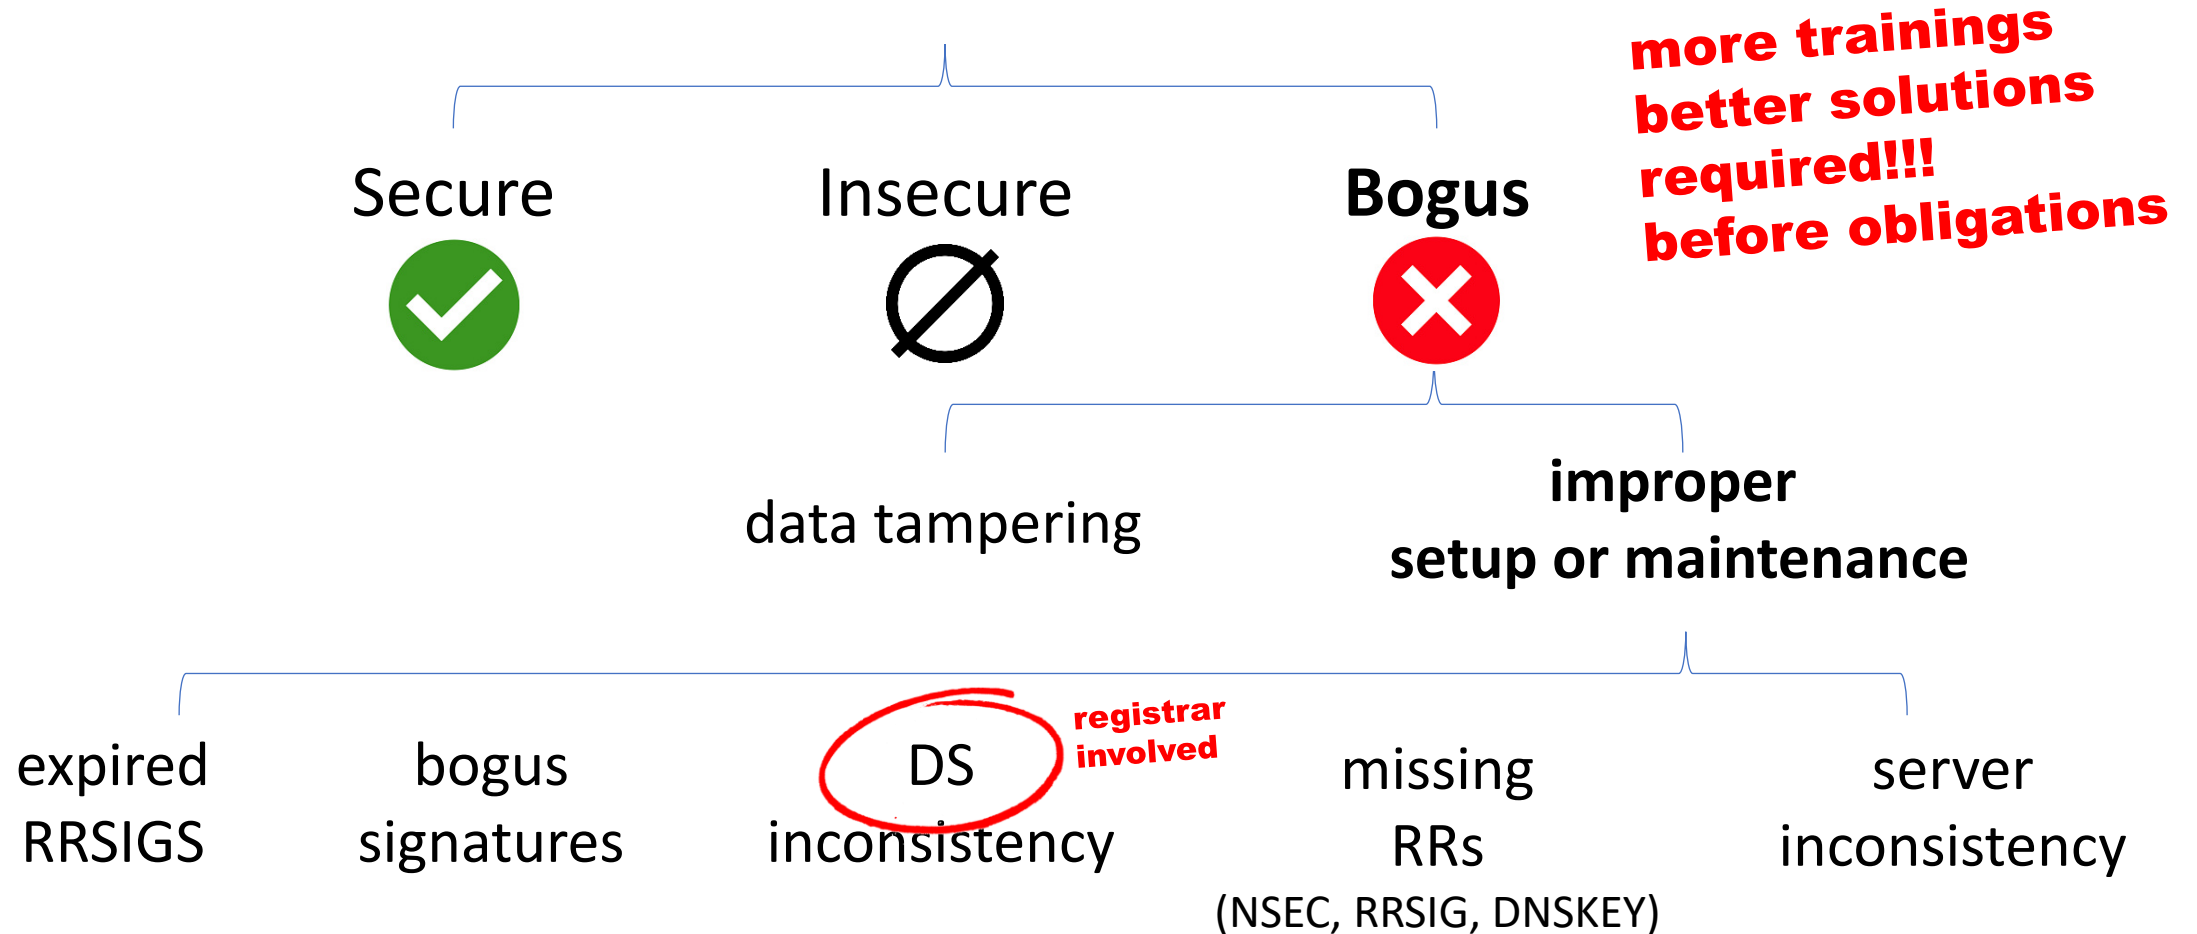 more trainings
better solutions
required!!!
before obligations
Secure
Insecure
Bogus
data tampering
improper
setup or maintenance
expired
RRSIGS
bogus
signatures
DS
inconsistency
registrar
involved
missing
RRs
(NSEC, RRSIG, DNSKEY)
server
inconsistency